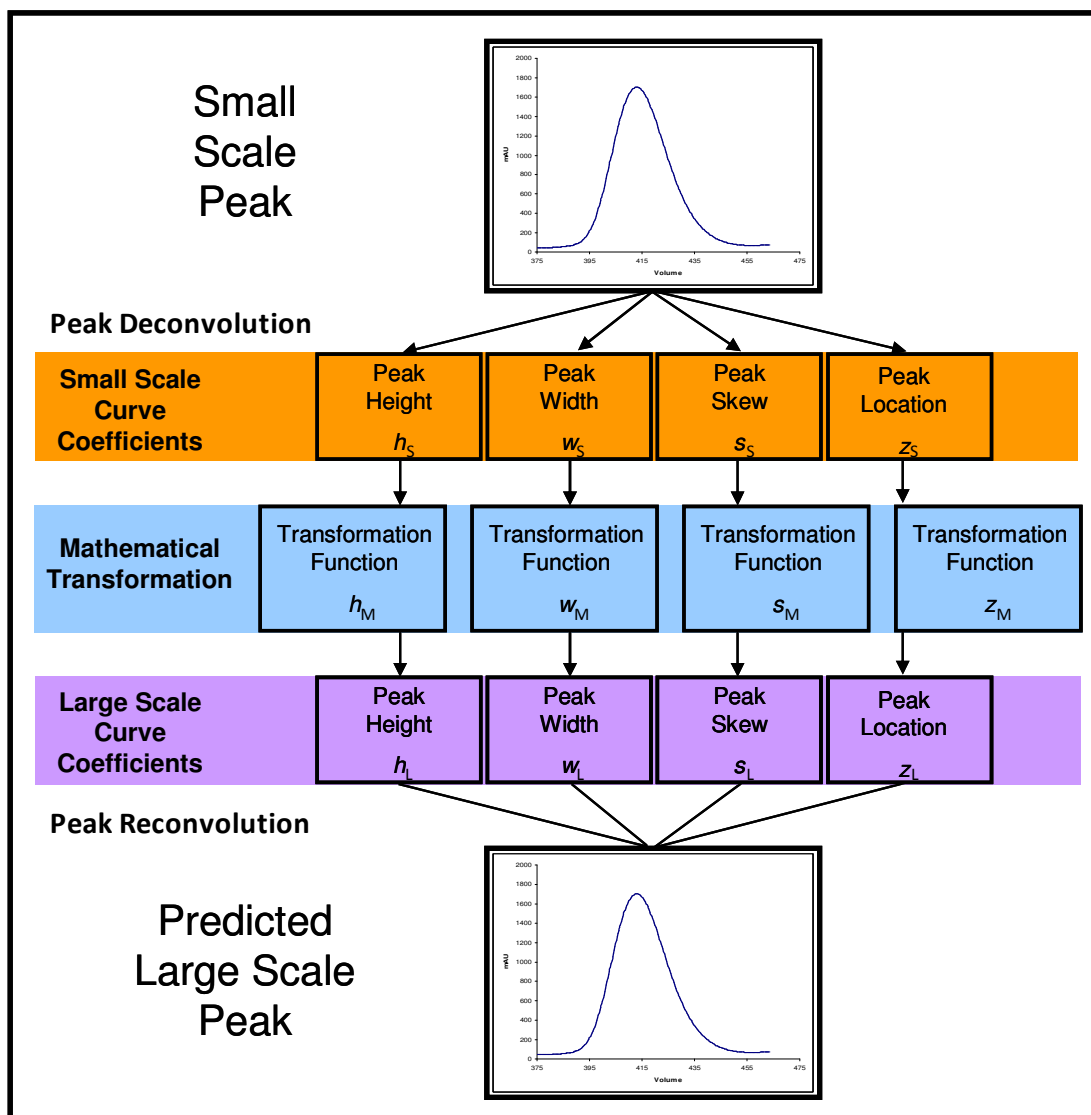 Small
Scale
Peak
2000
1800
1600
1400
1200
1000
800
600
400
200
0
mAU
375 395 415 435 455 475
Volume
Peak Deconvolution
Small Scale
Curve
Coefficients
Peak
Height
hS
Peak
Width
wS
Peak
Skew
sS
Peak
Location
zS
Mathematical
Transformation
Transformation
Function
hM
Transformation
Function
wM
Transformation
Function
sM
Transformation
Function
zM
Large Scale
Curve
Coefficients
Peak
Height
hL
Peak
Width
wL
Peak
Skew
sL
Peak
Location
zL
Peak Reconvolution
Predicted
Large Scale
Peak
2000
1800
1600
1400
1200
1000
800
600
400
200
0
mAU
375 395 415 435 455 475
Volume